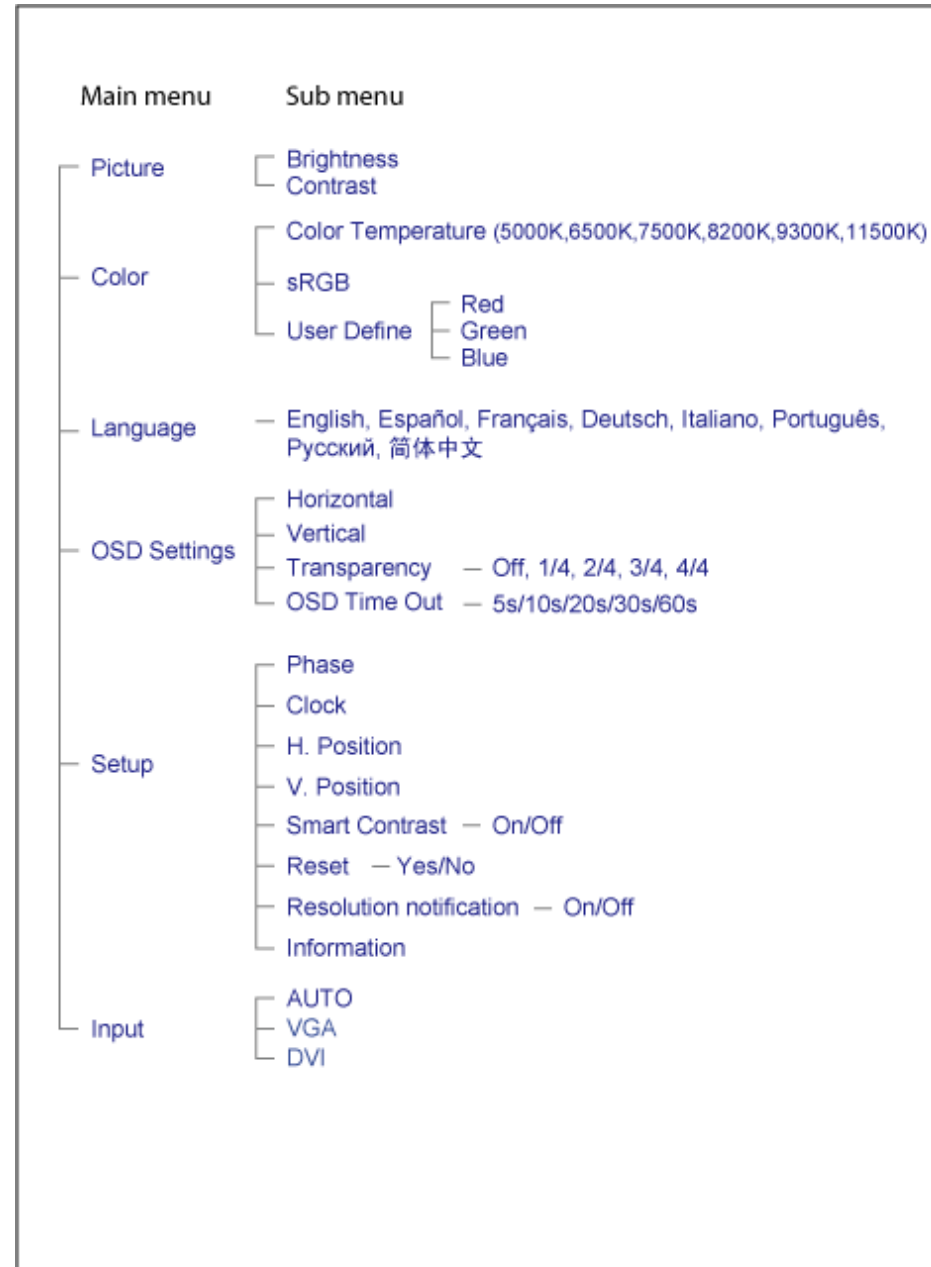 Main menu Sub menu
Picture Brightness
Contrast
Color Temperature (5000K,6500K,7500K,8200K,9300K,11500K)
Color sRGB
Red
User Define Green
Blue
Language English, Español, Français, Deutsch, Italiano, Português,
Русский, 简体中文
Horizontal
Vertical
OSD Settings
Transparency Off, 1/4, 2/4, 3/4, 4/4
OSD Time Out 5s/10s/20s/30s/60s
Phase
Clock
H. Position
Setup
V. Position
Smart Contrast On/Off
Reset Yes/No
Resolution notification On/Off
Information
AUTO
Input VGA
DVI